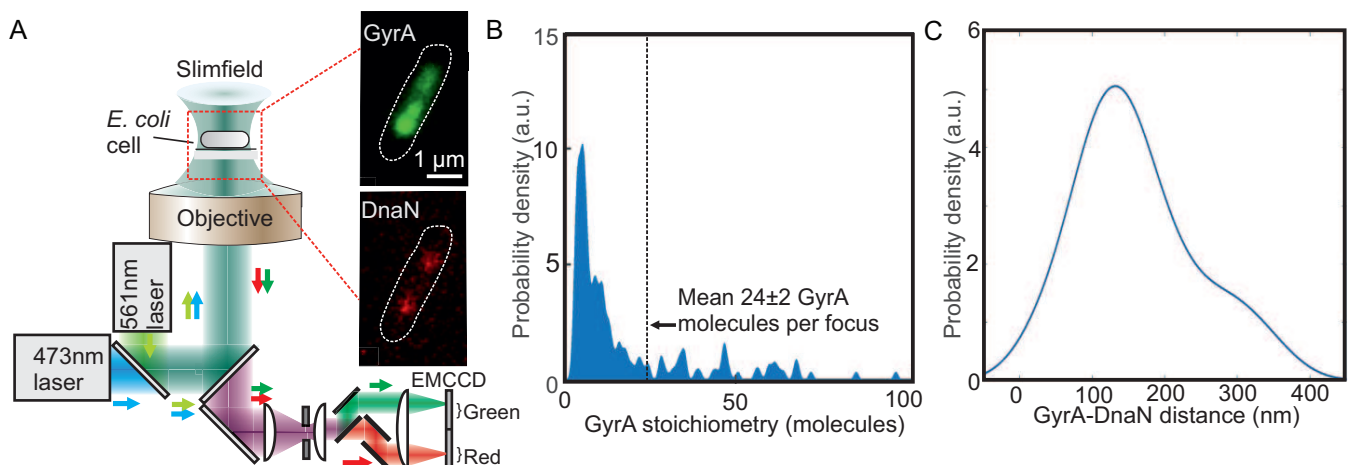 A
Slimfield
E. coli
cell
Objective
561nm
laser
473nm
laser
GyrA
1 μm
DnaN
EMCCD
}Green
}Red
B
Probability density (a.u.)
15
10
5
0
0
50
100
Mean 24±2 GyrA
molecules per focus
GyrA stoichiometry (molecules)
C
Probability density (a.u.)
6
4
2
0
0
100
200
300
400
GyrA-DnaN distance (nm)